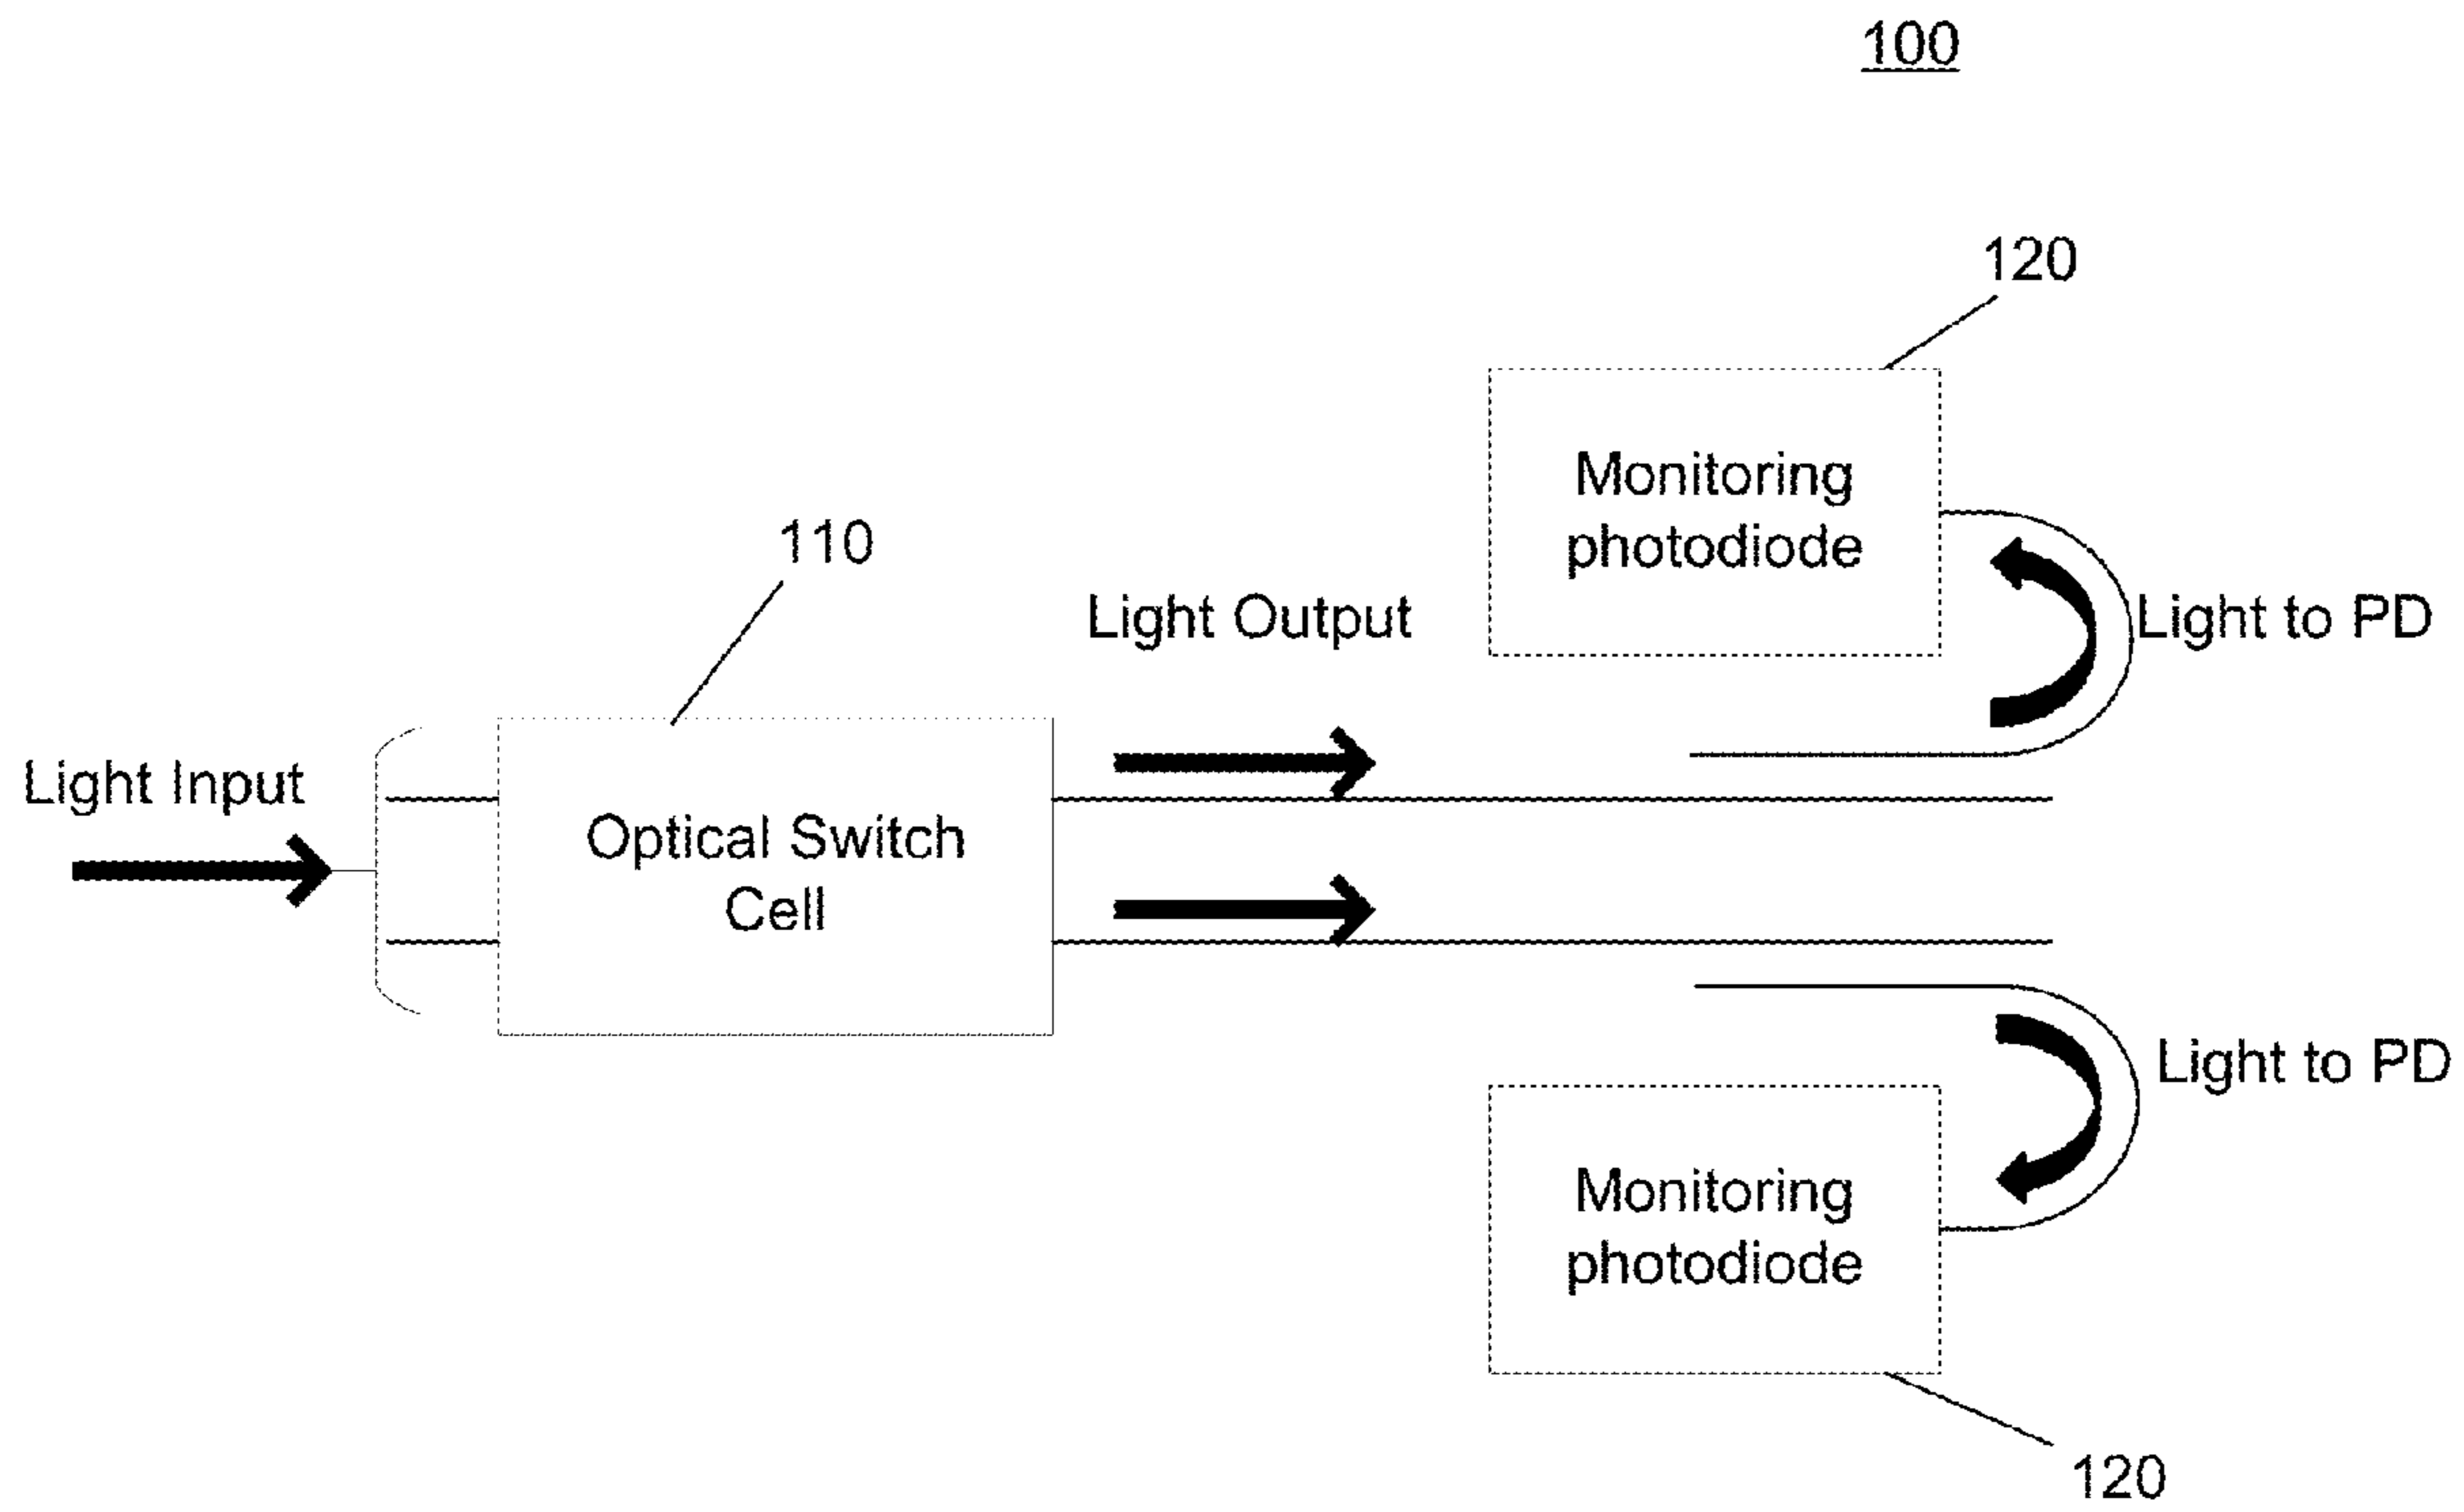 100
120
Monitoring
photodiode
110
Light Output
Light to PD
Light Input
Optical Switch
Cell
Light to PD
Monitoring
photodiode
120